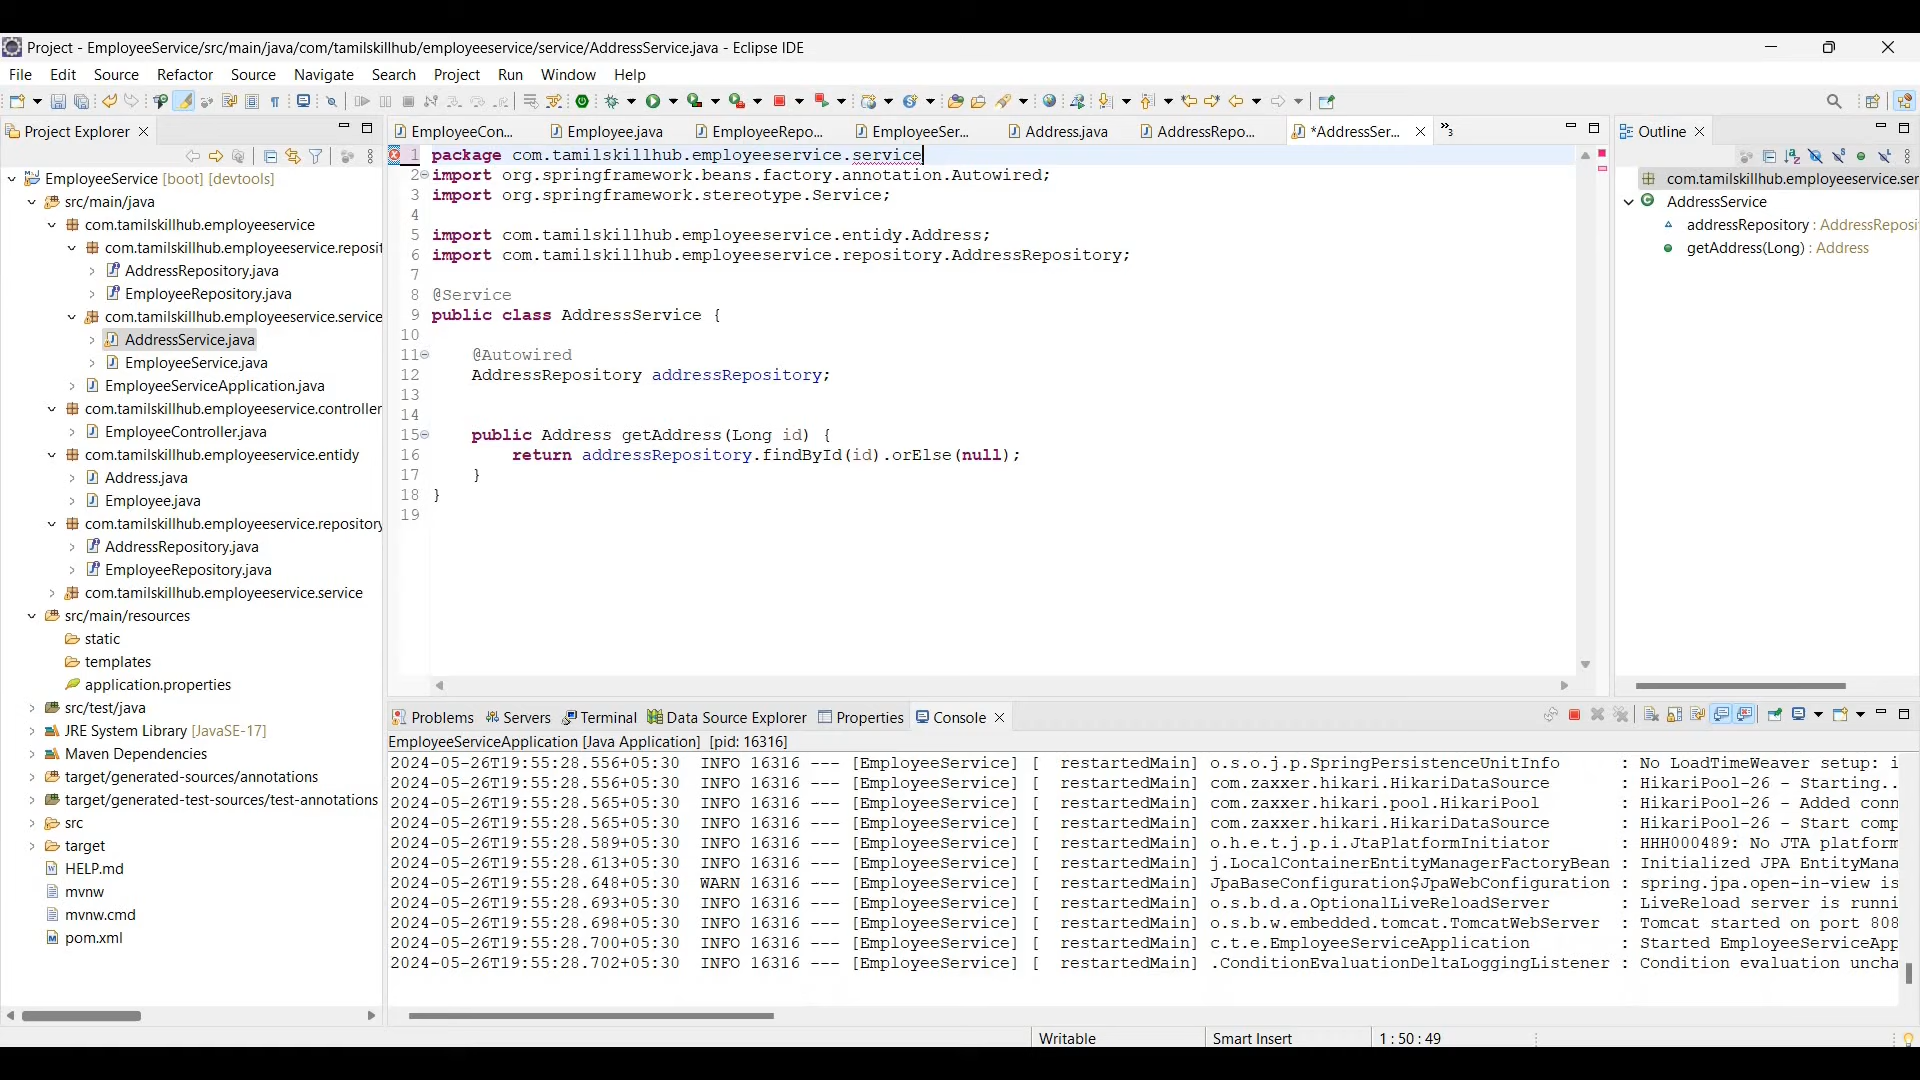 Project - EmployeeService/src/main/java/com/tamilskillhub/employeeservice/service/AddressService.java - Eclipse IDE
File Edit Source Refactor Source Navigate Search Project Run Window Help
Project Explorer
EmployeeService [boot] [devtools]
src/main/java
com.tamilskillhub.employeeservice
com.tamilskillhub.employeeservice.reposit
AddressRepository.java
EmployeeRepository.java
com.tamilskillhub.employeeservice.service
AddressService.java
EmployeeService.java
EmployeeServiceApplication.java
com.tamilskillhub.employeeservice.controller
EmployeeController.java
com.tamilskillhub.employeeservice.entidy
Address.java
Employee.java
com.tamilskillhub.employeeservice.repository
AddressRepository.java
EmployeeRepository.java
com.tamilskillhub.employeeservice.service
src/main/resources
static
templates
application.properties
src/test/java
JRE System Library [JavaSE-17]
Maven Dependencies
target/generated-sources/annotations
target/generated-test-sources/test-annotations
src
target
HELP.md
mvnw
mvnw.cmd
pom.xml
EmployeeCon... Employee.java EmployeeRepo... EmployeeSer... Address.java AddressRepo... *AddressSer... »3
1 package com.tamilskillhub.employeeservice.service
2 import org.springframework.beans.factory.annotation.Autowired;
3 import org.springframework.stereotype.Service;
4
5 import com.tamilskillhub.employeeservice.entidy.Address;
6 import com.tamilskillhub.employeeservice.repository.AddressRepository;
7
8 @Service
9 public class AddressService {
10
11 @Autowired
12 AddressRepository addressRepository;
13
14
15 public Address getAddress(Long id) {
16 return addressRepository.findById(id).orElse(null);
17 }
18 }
19
Outline
com.tamilskillhub.employeeservice.ser
AddressService
addressRepository : AddressReposi
getAddress(Long) : Address
Problems Servers Terminal Data Source Explorer Properties Console
EmployeeServiceApplication [Java Application] [pid: 16316]
2024-05-26T19:55:28.556+05:30 INFO 16316 --- [EmployeeService] [ restartedMain] o.s.o.j.p.SpringPersistenceUnitInfo : No LoadTimeWeaver setup: i
2024-05-26T19:55:28.556+05:30 INFO 16316 --- [EmployeeService] [ restartedMain] com.zaxxer.hikari.HikariDataSource : HikariPool-26 - Starting..
2024-05-26T19:55:28.565+05:30 INFO 16316 --- [EmployeeService] [ restartedMain] com.zaxxer.hikari.pool.HikariPool : HikariPool-26 - Added conn
2024-05-26T19:55:28.565+05:30 INFO 16316 --- [EmployeeService] [ restartedMain] com.zaxxer.hikari.HikariDataSource : HikariPool-26 - Start comp
2024-05-26T19:55:28.589+05:30 INFO 16316 --- [EmployeeService] [ restartedMain] o.h.e.t.j.p.i.JtaPlatformInitiator : HHH000489: No JTA platform
2024-05-26T19:55:28.613+05:30 INFO 16316 --- [EmployeeService] [ restartedMain] j.LocalContainerEntityManagerFactoryBean : Initialized JPA EntityMana
2024-05-26T19:55:28.648+05:30 WARN 16316 --- [EmployeeService] [ restartedMain] JpaBaseConfiguration$JpaWebConfiguration : spring.jpa.open-in-view is
2024-05-26T19:55:28.693+05:30 INFO 16316 --- [EmployeeService] [ restartedMain] o.s.b.d.a.OptionalLiveReloadServer : LiveReload server is runni
2024-05-26T19:55:28.698+05:30 INFO 16316 --- [EmployeeService] [ restartedMain] o.s.b.w.embedded.tomcat.TomcatWebServer : Tomcat started on port 808
2024-05-26T19:55:28.700+05:30 INFO 16316 --- [EmployeeService] [ restartedMain] c.t.e.EmployeeServiceApplication : Started EmployeeServiceApp
2024-05-26T19:55:28.702+05:30 INFO 16316 --- [EmployeeService] [ restartedMain] .ConditionEvaluationDeltaLoggingListener : Condition evaluation uncha
Writable Smart Insert 1 : 50 : 49